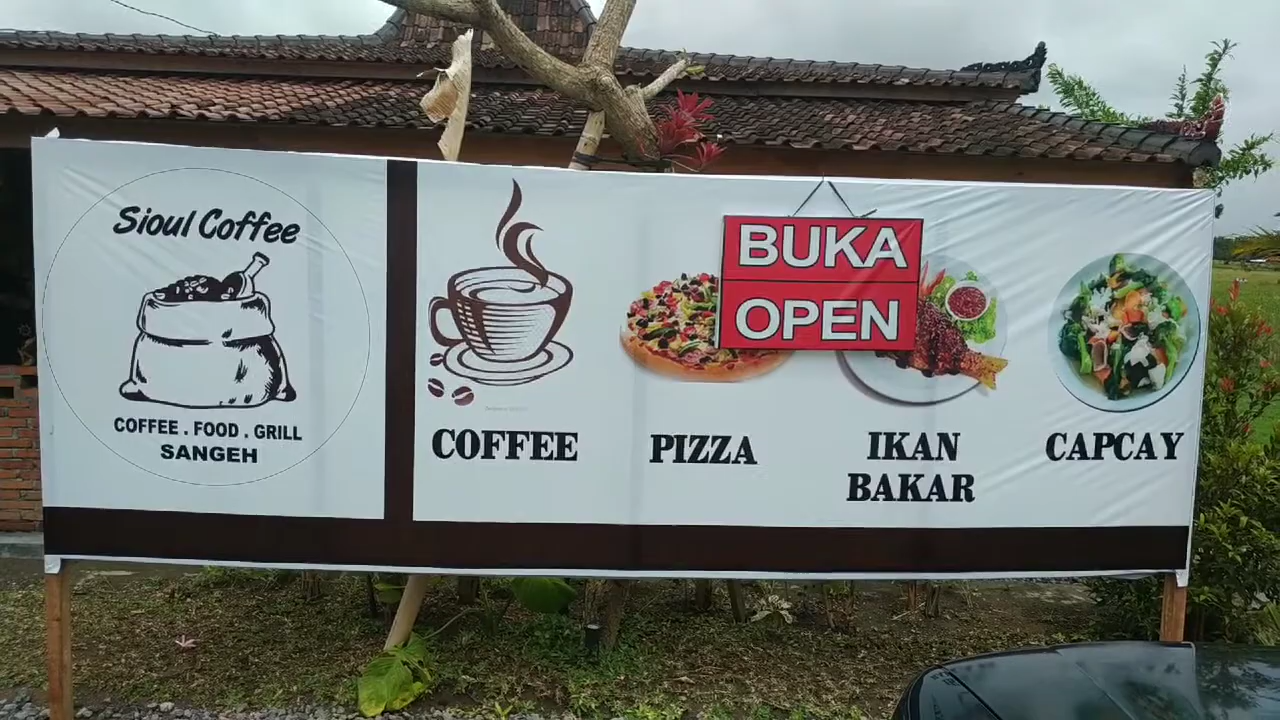 Sioul Coffee
COFFEE . FOOD . GRILL
SANGEH
BUKA
OPEN
COFFEE
PIZZA
IKAN
BAKAR
CAPCAY